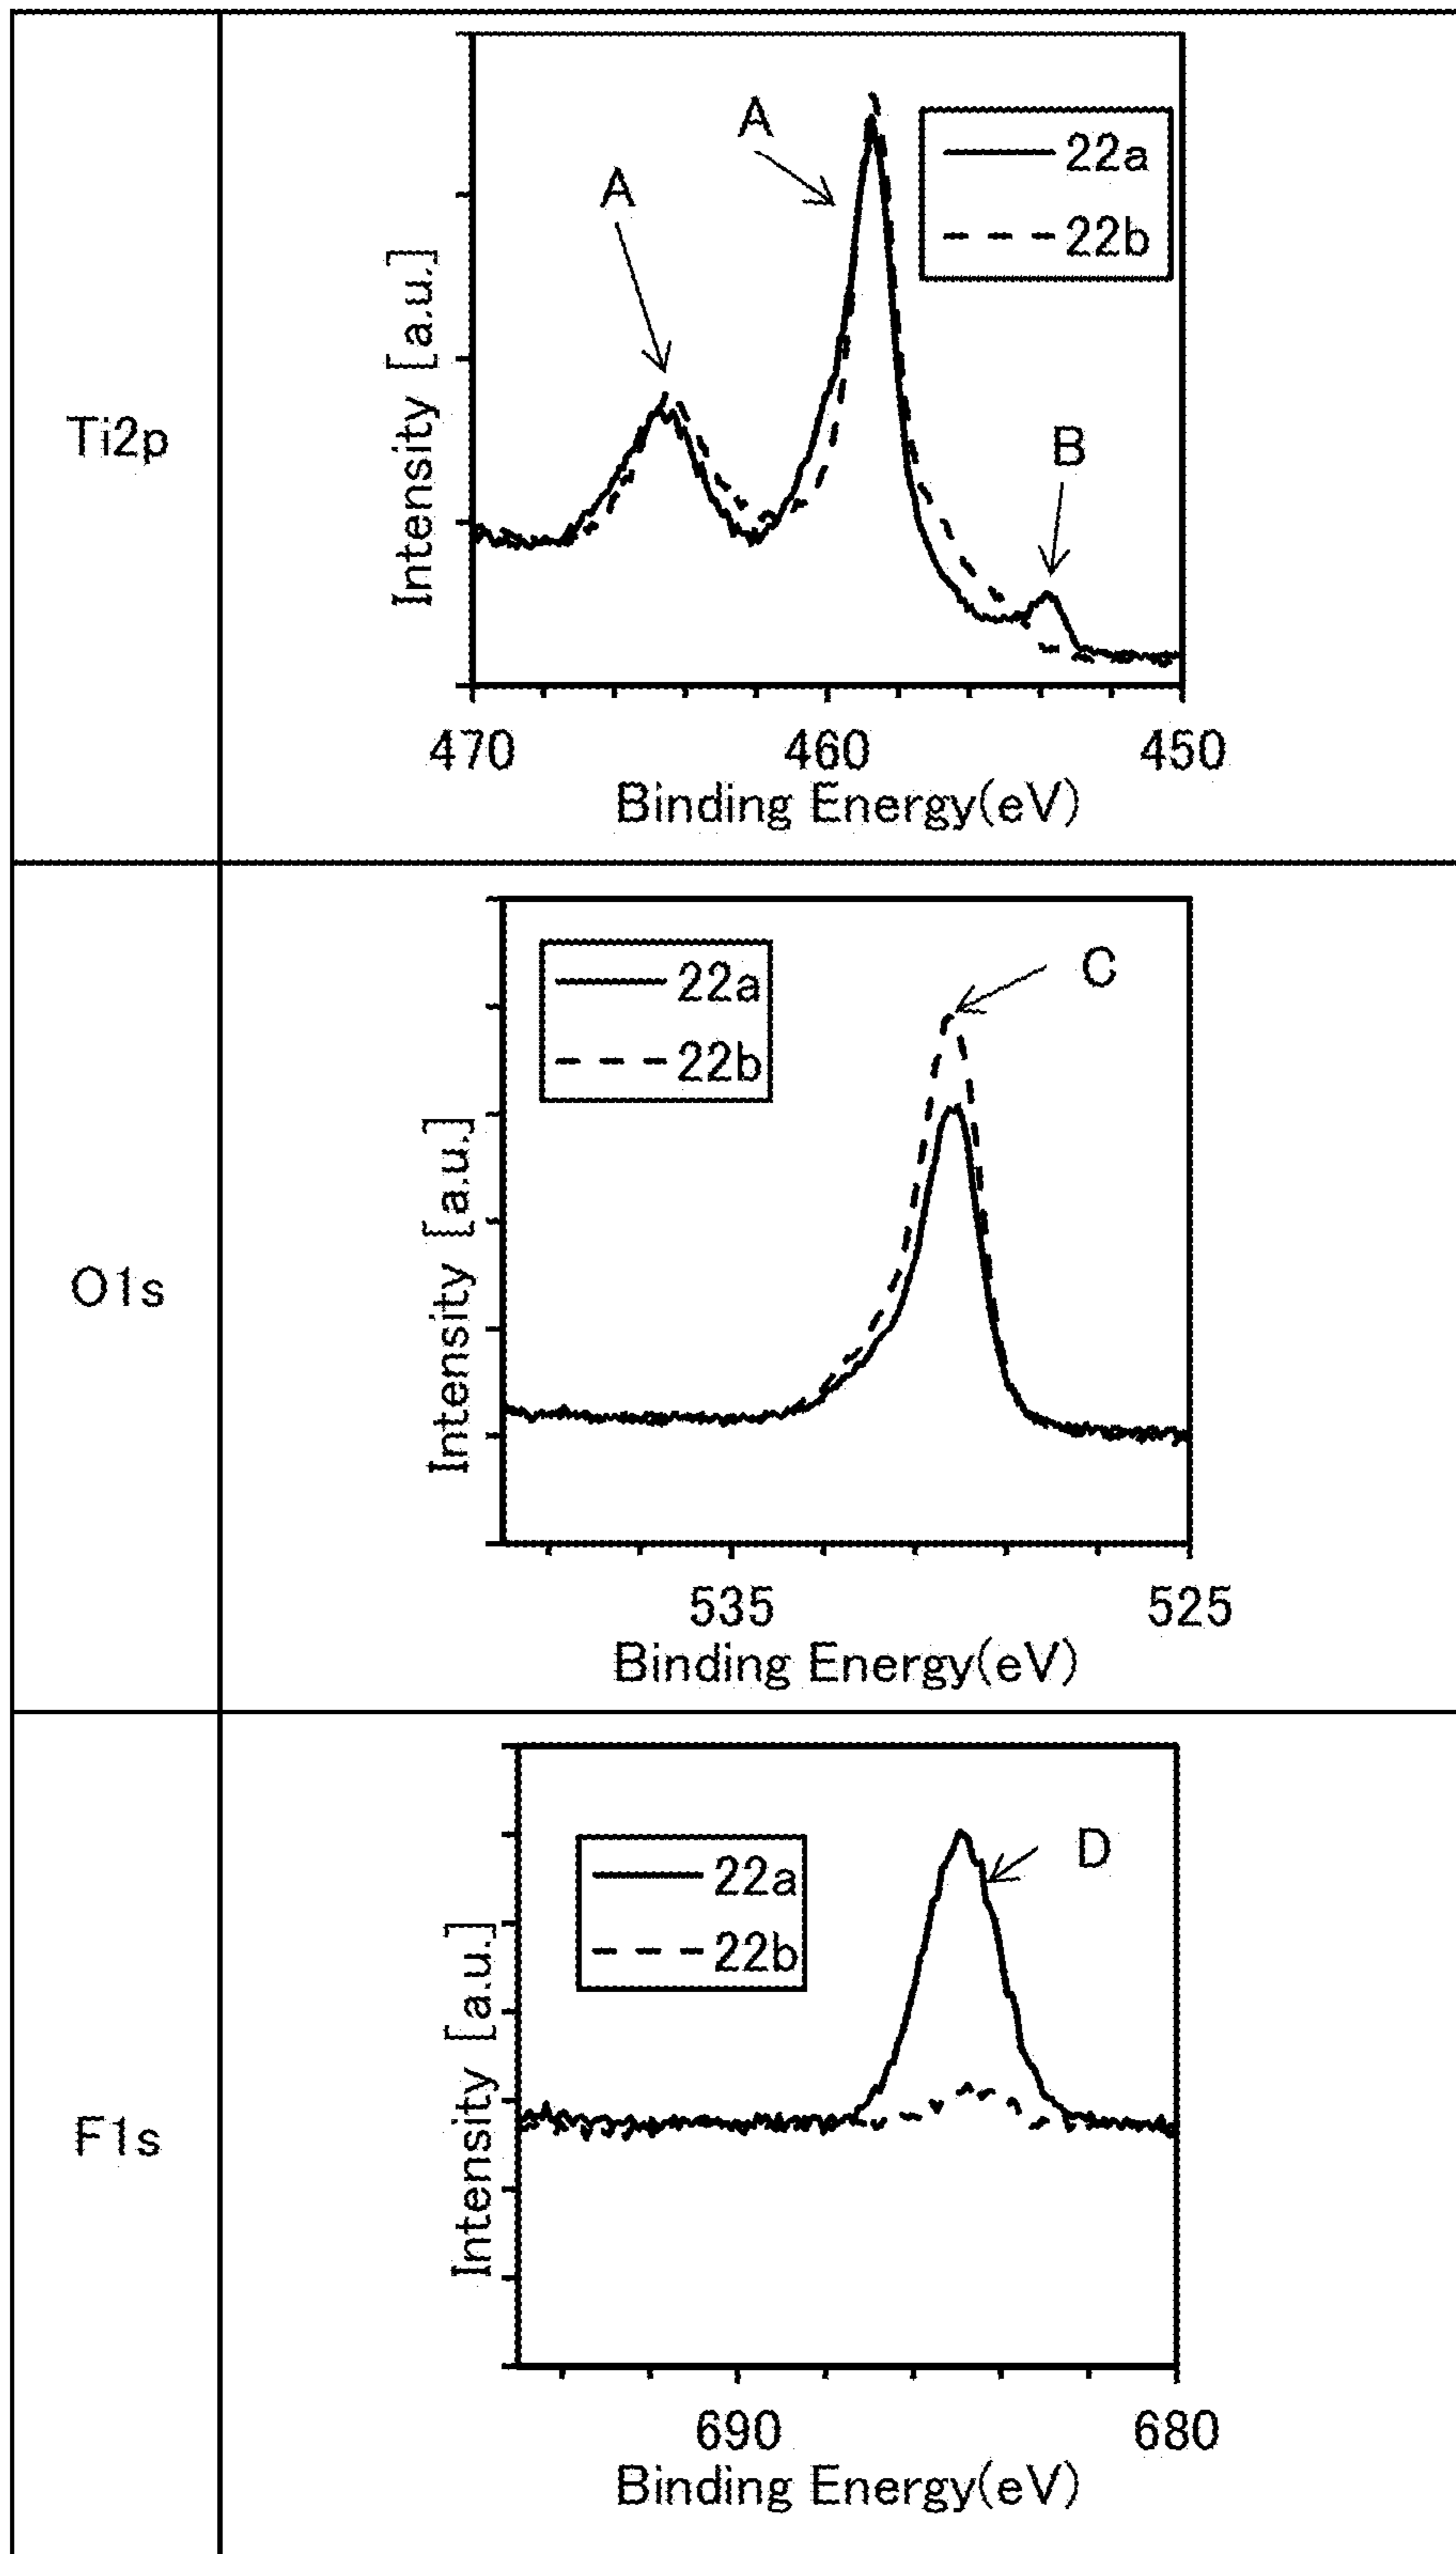 Ti2p
Intensity [a.u.]
A
A
22a
22b
B
470
460
450
Binding Energy(eV)
O1s
Intensity [a.u.]
22a
22b
C
535
525
Binding Energy(eV)
F1s
Intensity [a.u.]
22a
22b
D
690
680
Binding Energy(eV)